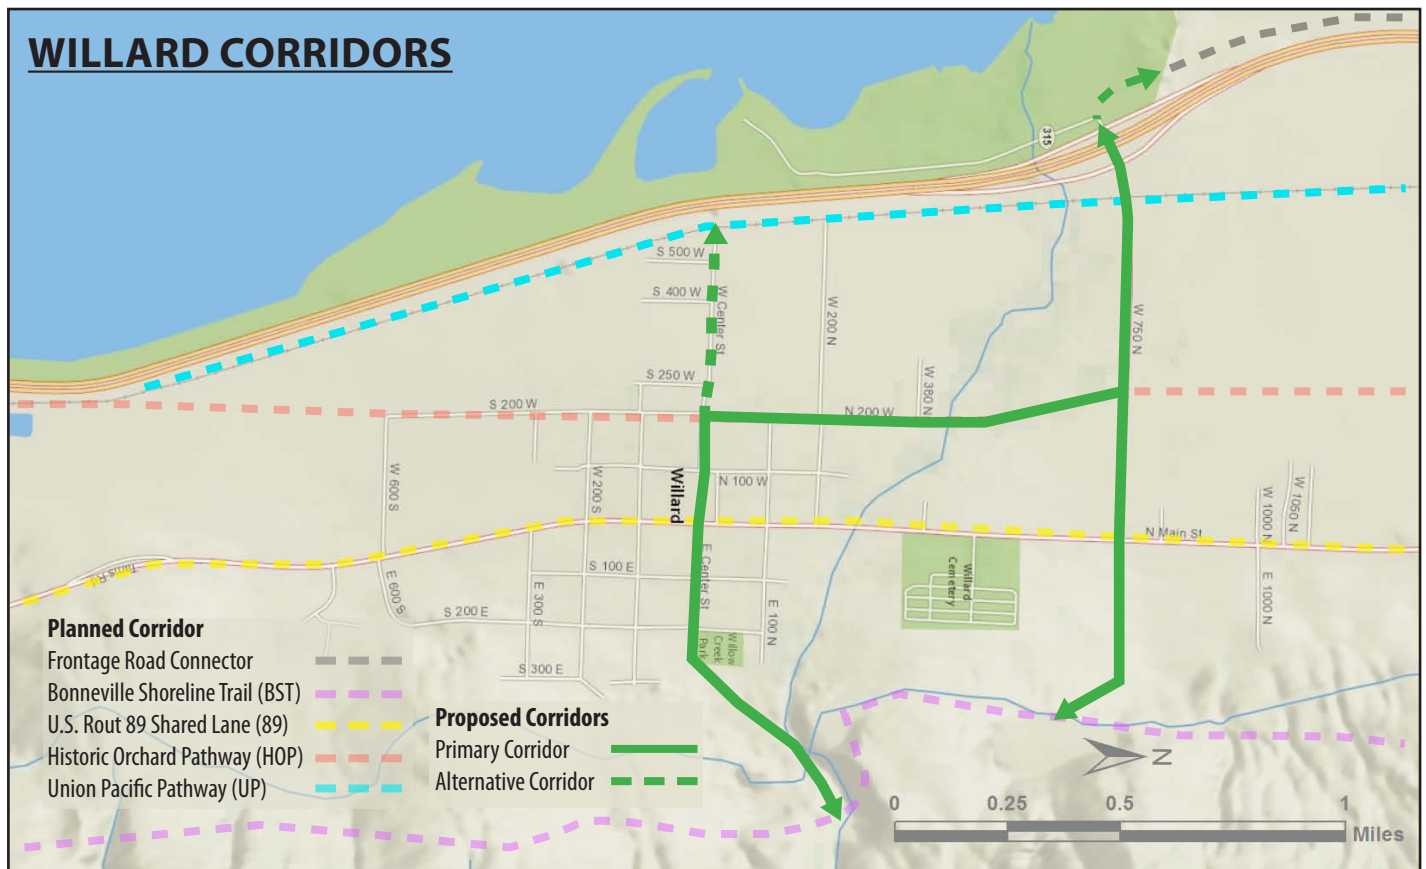 WILLARD CORRIDORS
315
S 500 W
S 400 W
W Center St
W 200 N
W 750 N
S 250 W
W 380 N
S 200 W
N 200 W
W 600 S
W 200 S
Willard
N 100 W
W 1000 N
W 1050 N
N Main St
S 100 E
E Center St
Willard
Cemetery
E 600 S
E 300 S
E 100 N
E 1000 N
S 200 E
Willow
Creek
Park
S 300 E
Planned Corridor
Frontage Road Connector
Bonneville Shoreline Trail (BST)
U.S. Rout 89 Shared Lane (89)
Historic Orchard Pathway (HOP)
Union Pacific Pathway (UP)
Proposed Corridors
Primary Corridor
Alternative Corridor
N
0 0.25 0.5 1
Miles